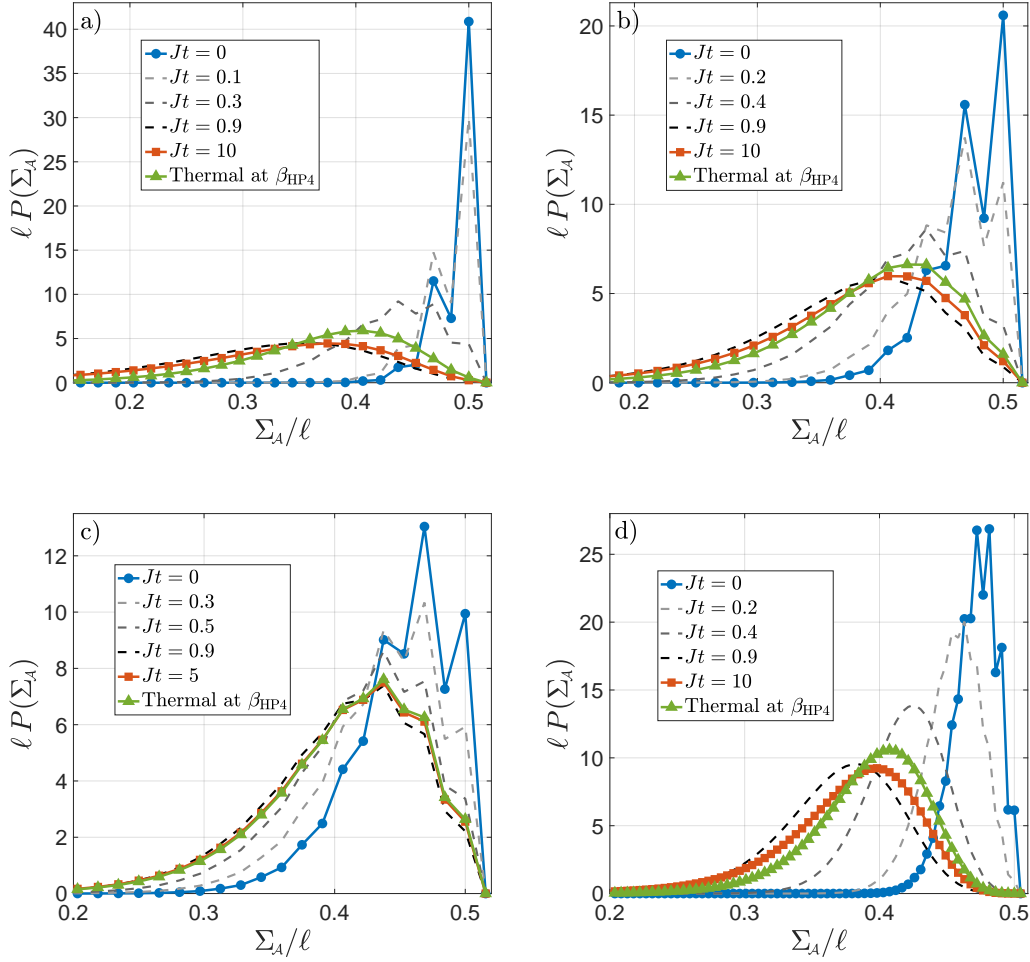 a)
ℓ P(Σ_𝒜)
40
35
30
25
20
15
10
5
0
Jt = 0
Jt = 0.1
Jt = 0.3
Jt = 0.9
Jt = 10
Thermal at β_HP4
0.2 0.3 0.4 0.5
Σ_𝒜/ℓ
b)
ℓ P(Σ_𝒜)
20
15
10
5
0
Jt = 0
Jt = 0.2
Jt = 0.4
Jt = 0.9
Jt = 10
Thermal at β_HP4
0.2 0.3 0.4 0.5
Σ_𝒜/ℓ
c)
ℓ P(Σ_𝒜)
12
10
8
6
4
2
0
Jt = 0
Jt = 0.3
Jt = 0.5
Jt = 0.9
Jt = 5
Thermal at β_HP4
0.2 0.3 0.4 0.5
Σ_𝒜/ℓ
d)
ℓ P(Σ_𝒜)
25
20
15
10
5
0
Jt = 0
Jt = 0.2
Jt = 0.4
Jt = 0.9
Jt = 10
Thermal at β_HP4
0.2 0.3 0.4 0.5
Σ_𝒜/ℓ